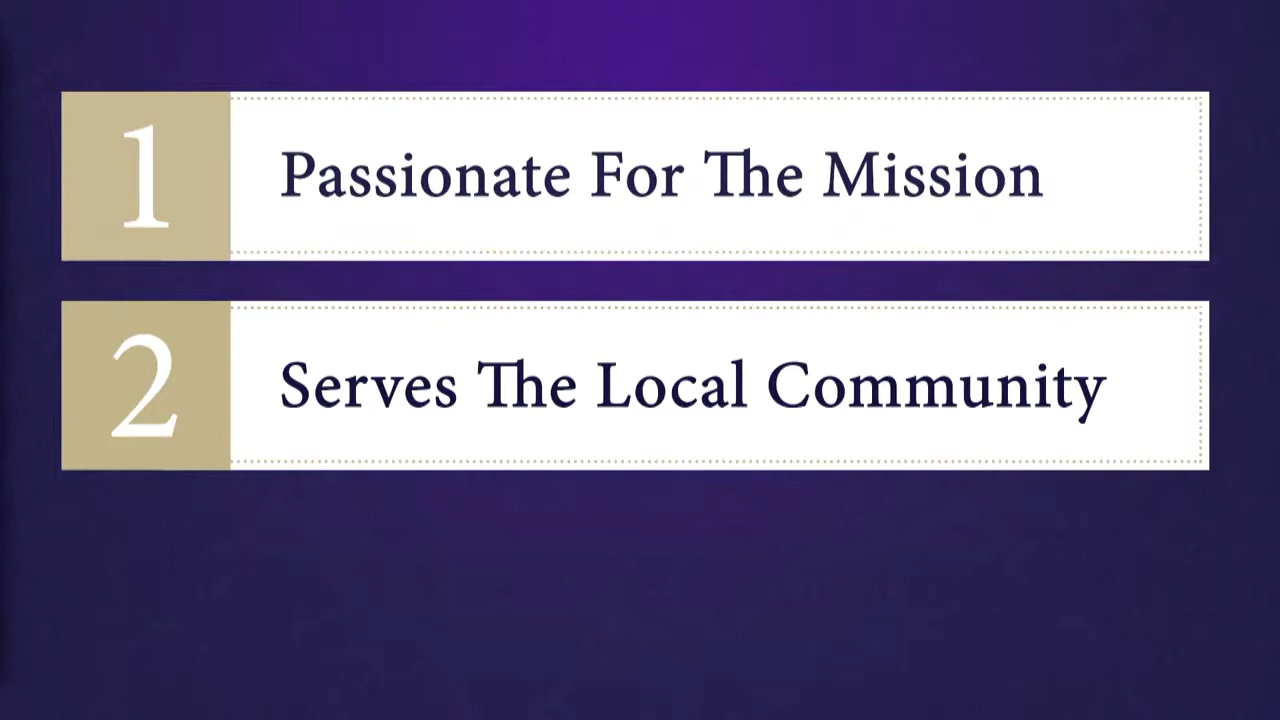 1 Passionate For The Mission
2 Serves The Local Community